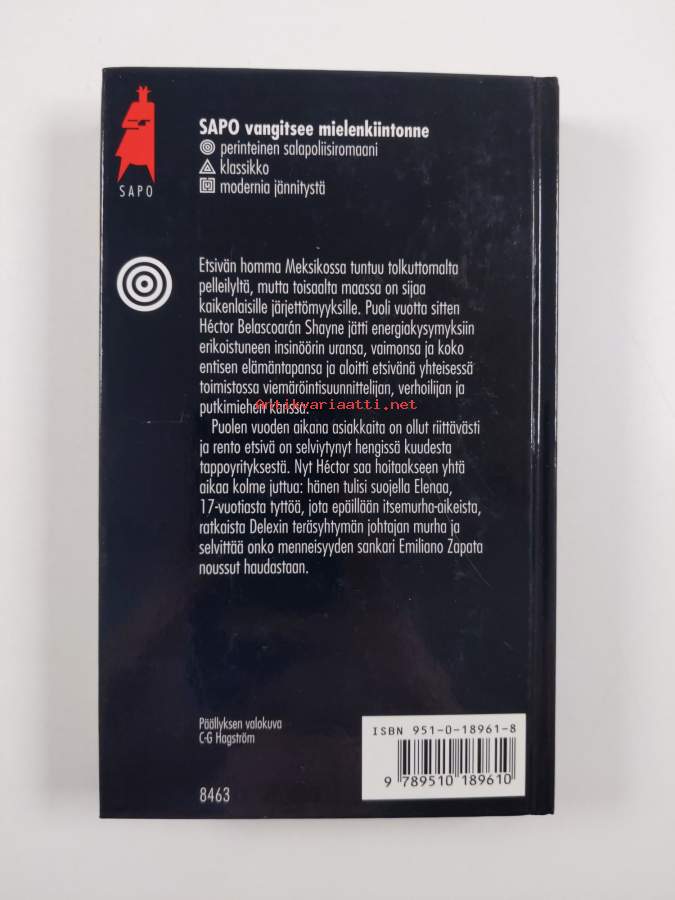 SAPO
SAPO vangitsee mielenkiintonne
perinteinen salapoliisiromaani
klassikko
modernia jännitystä
Etsivän homma Meksikossa tuntuu tolkuttomalta
pelleilyltä, mutta toisaalta maassa on sijaa
kaikenlaisille järjettömyyksille. Puoli vuotta sitten
Héctor Belascoarán Shayne jätti energiakysymyksiin
erikoistuneen insinöörin uransa, vaimonsa ja koko
entisen elämäntapansa ja aloitti etsivänä yhteisessä
toimistossa viemäröintisuunnittelijan, verhoilijan ja
putkimiehen kanssa.
Antikvariaatti.net
Puolen vuoden aikana asiakkaita on ollut riittävästi
ja rento etsivä on selviytynyt hengissä kuudesta
tappoyrityksestä. Nyt Héctor saa hoitaakseen yhtä
aikaa kolme juttua: hänen tulisi suojella Elenaa,
17-vuotiasta tyttöä, jota epäillään itsemurha-aikeista,
ratkaista Delexin teräsyhtymän johtajan murha ja
selvittää onko menneisyyden sankari Emiliano Zapata
noussut haudastaan.
Päällyksen valokuva
C-G Hagström
8463
ISBN 951-0-18961-8
9 789510 189610